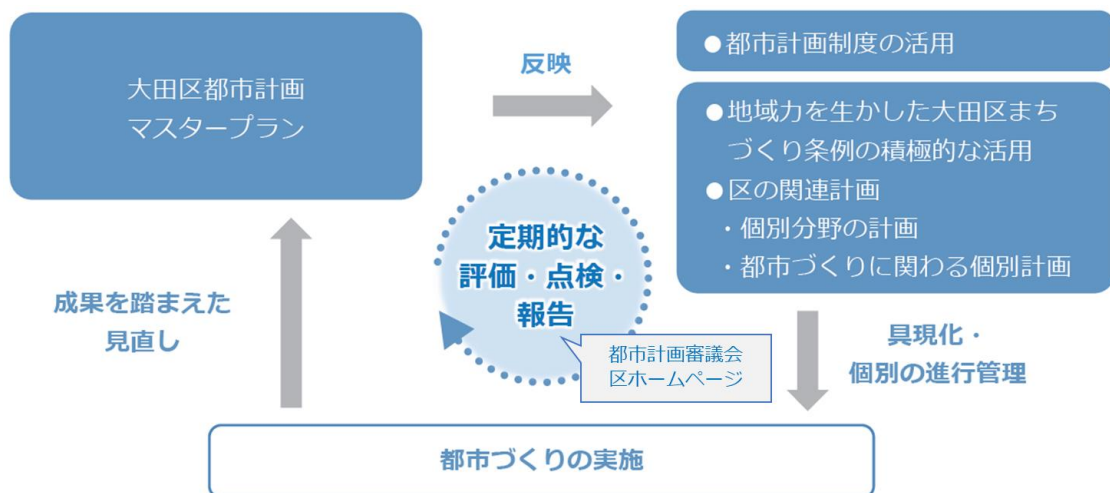 大田区都市計画
マスタープラン
反映
●都市計画制度の活用
●地域力を生かした大田区まち
づくり条例の積極的な活用
●区の関連計画
・個別分野の計画
・都市づくりに関わる個別計画
定期的な
評価・点検・
報告
都市計画審議会
区ホームページ
成果を踏まえた
見直し
具現化・
個別の進行管理
都市づくりの実施